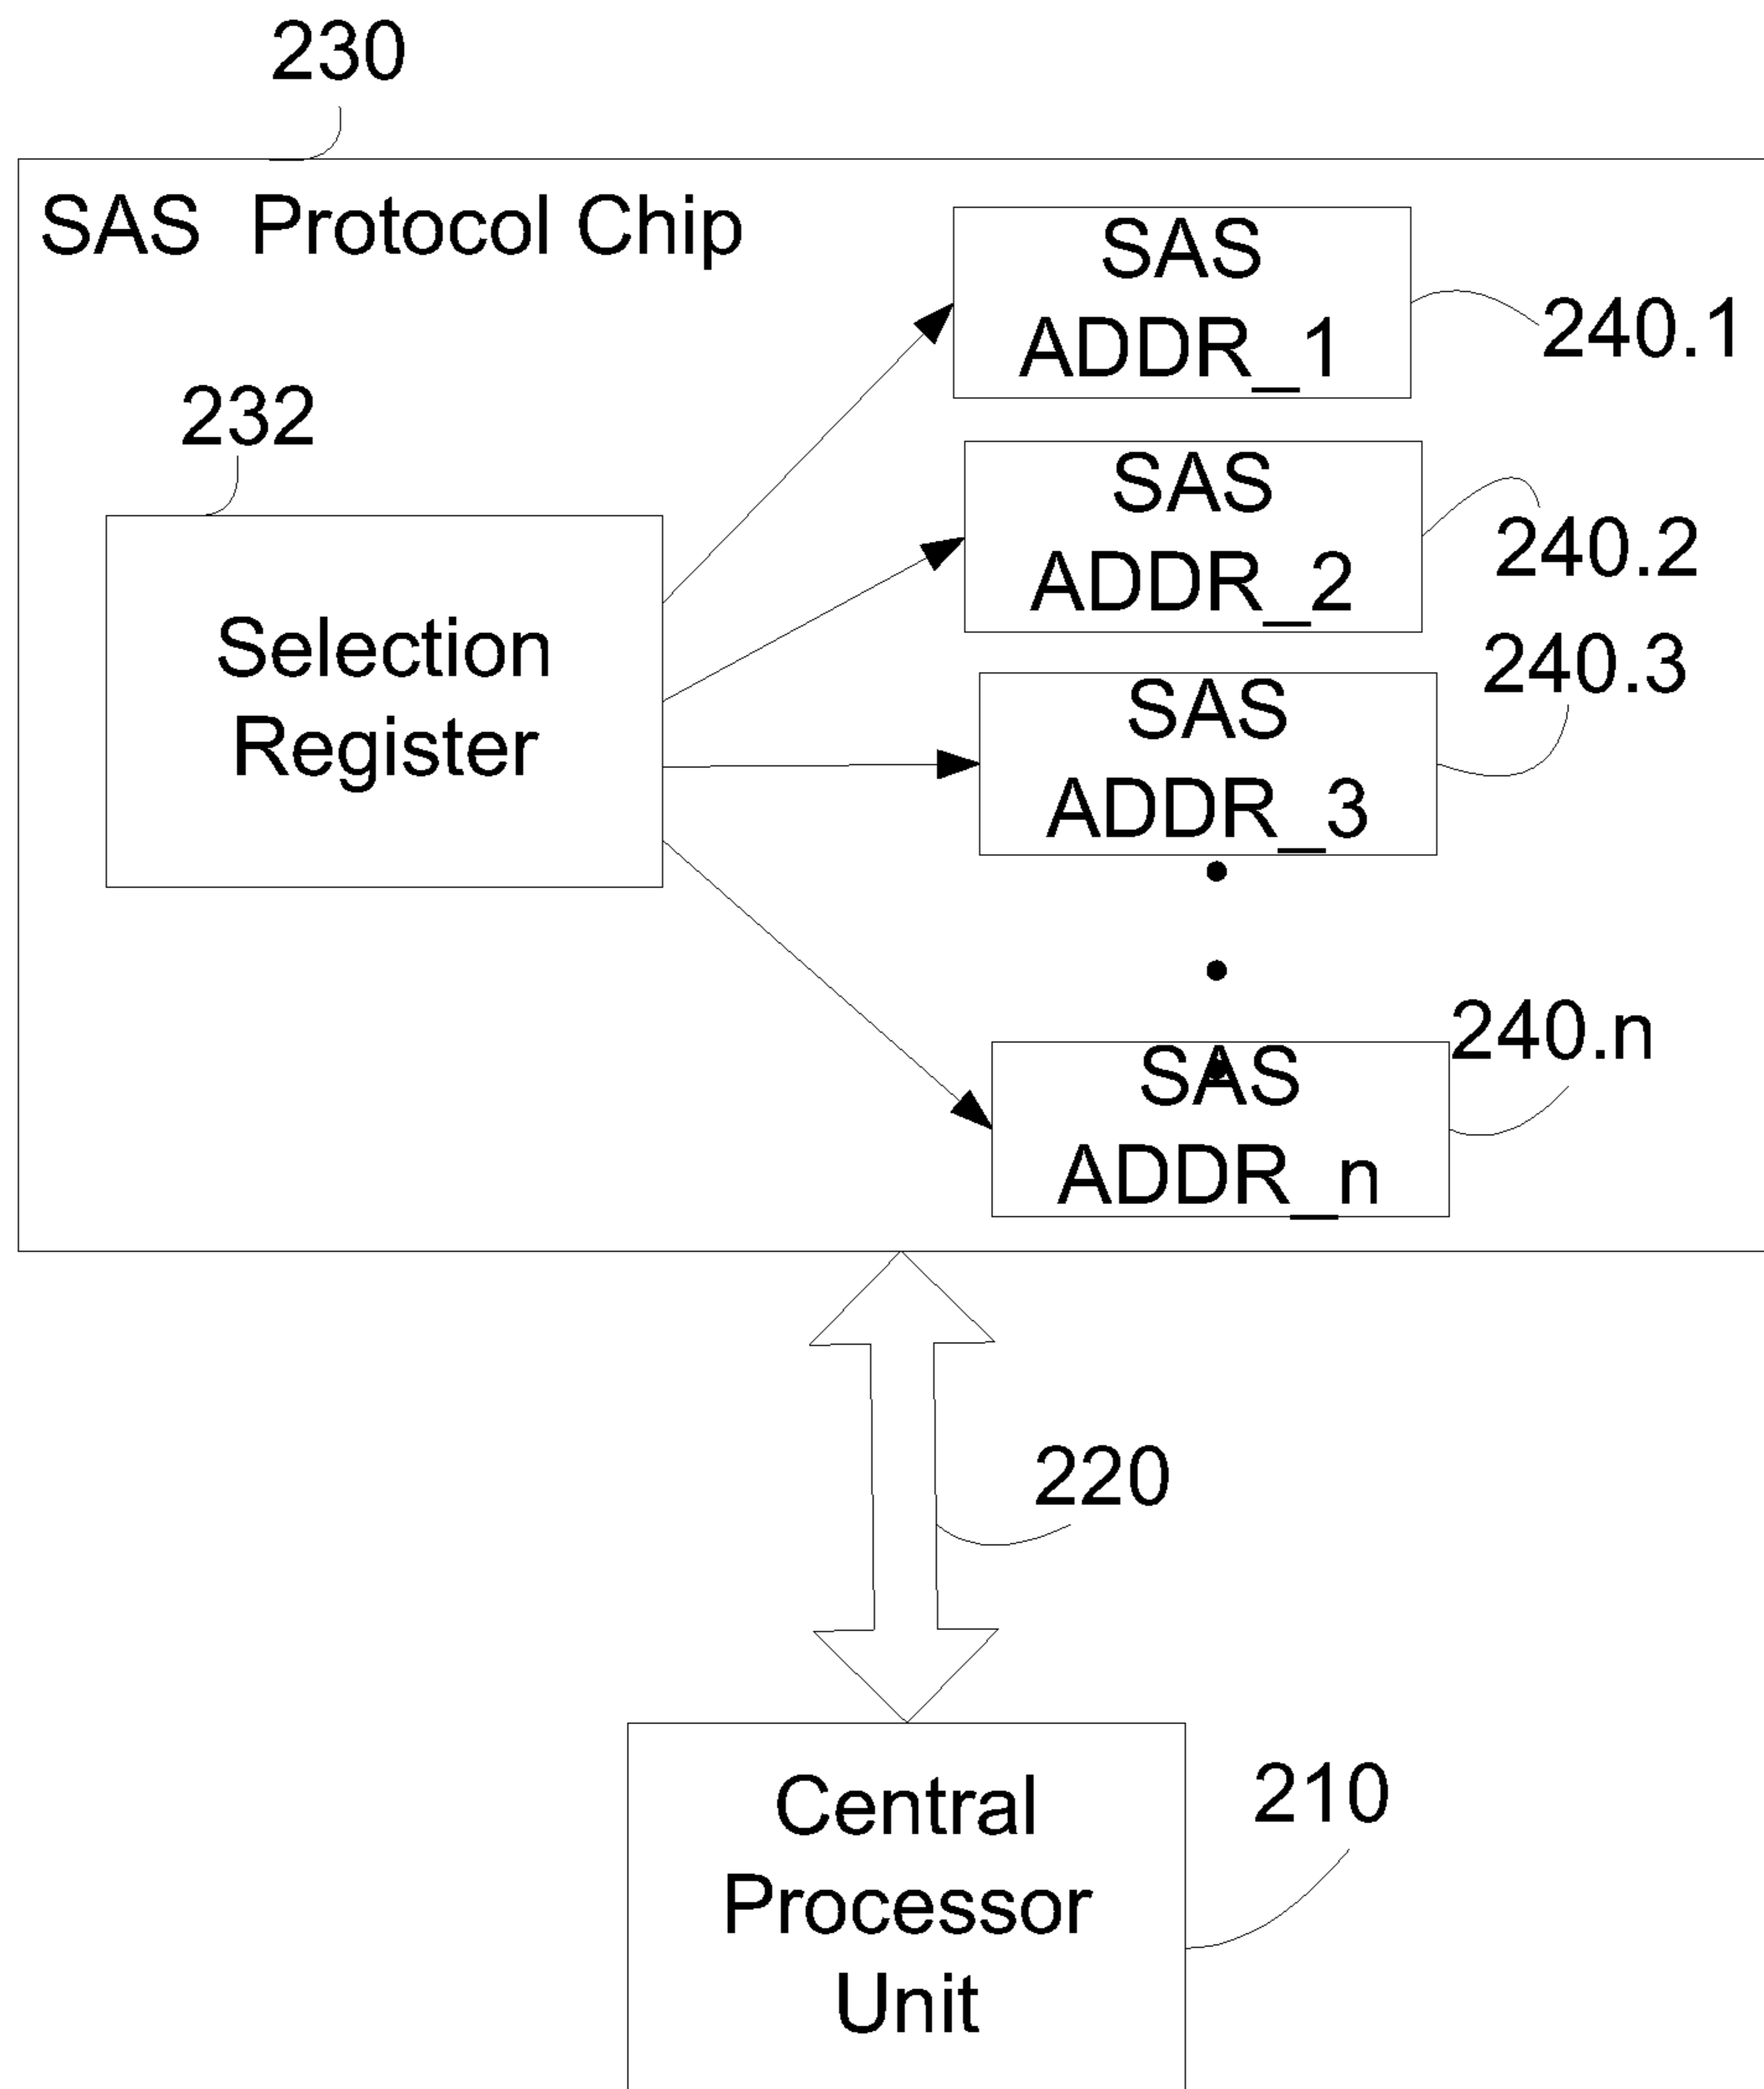 230
SAS Protocol Chip
SAS
ADDR_1
240.1
232
SAS
ADDR_2
240.2
Selection
Register
240.3
SAS
ADDR_3
240.n
SAS
ADDR_n
220
Central
Processor
Unit
210